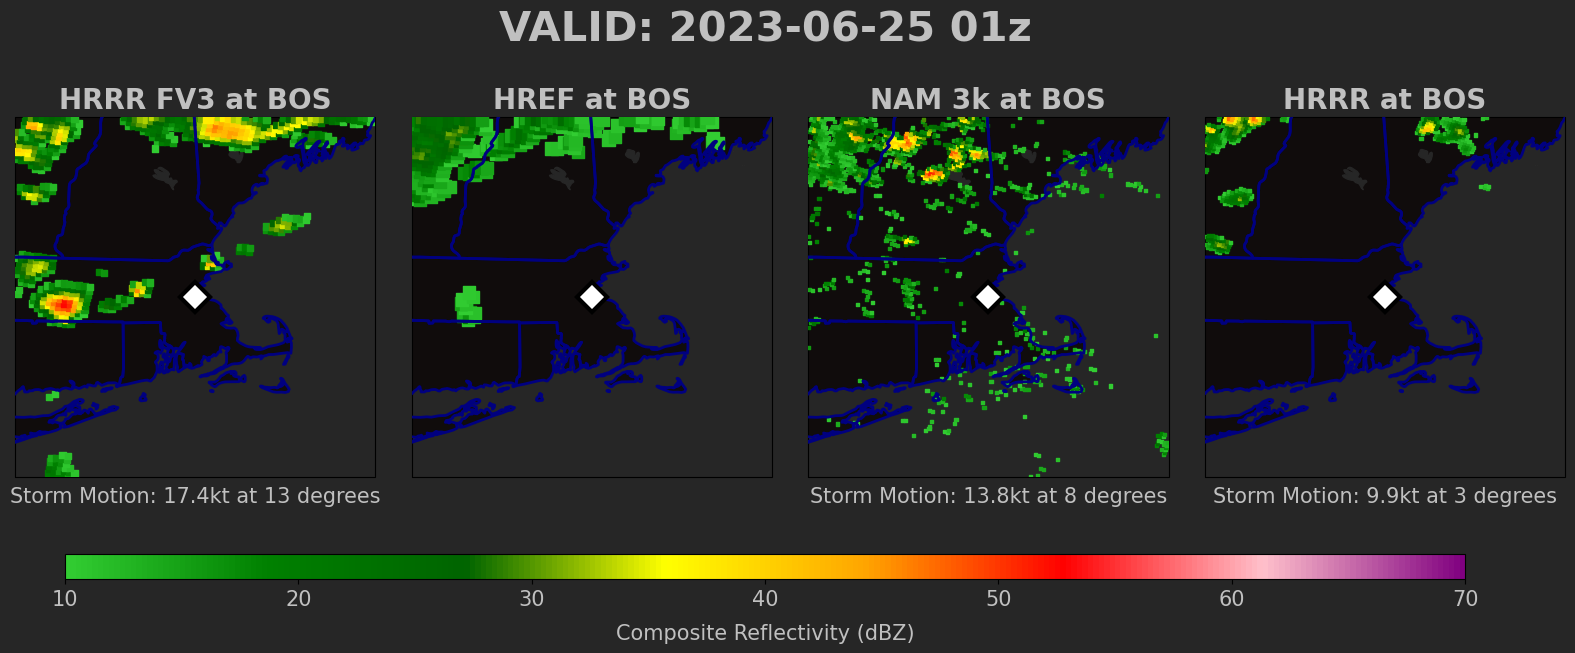 VALID: 2023-06-25 01z
HRRR FV3 at BOS
HREF at BOS
NAM 3k at BOS
HRRR at BOS
Storm Motion: 17.4kt at 13 degrees
Storm Motion: 13.8kt at 8 degrees
Storm Motion: 9.9kt at 3 degrees
10 20 30 40 50 60 70
Composite Reflectivity (dBZ)